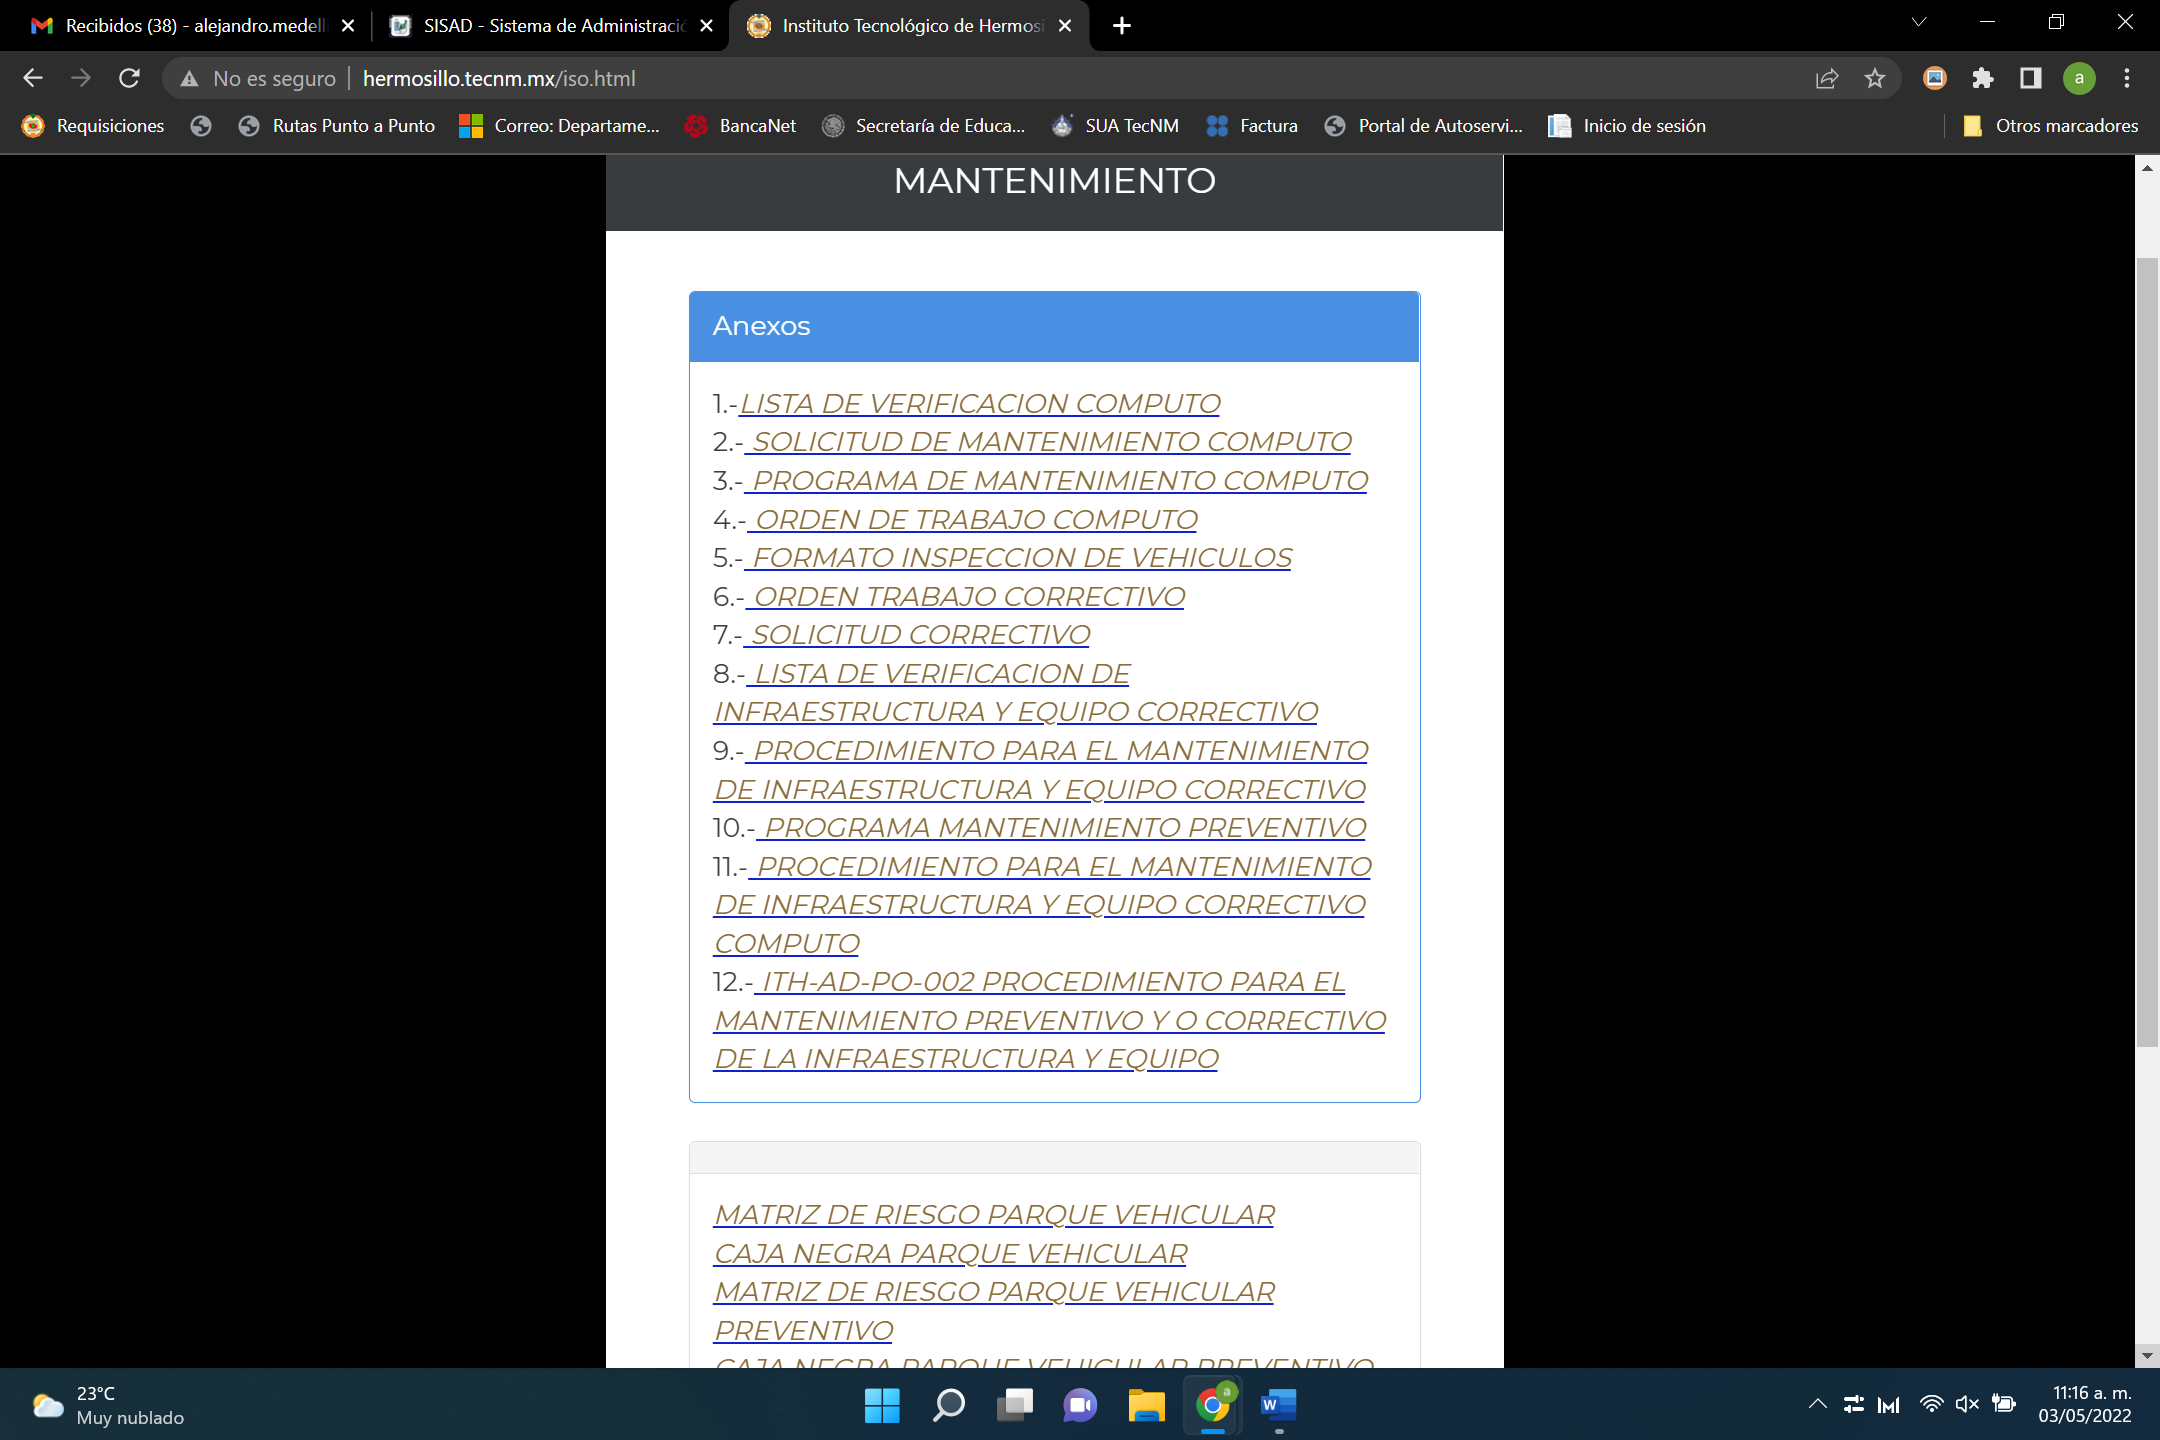 Recibidos (38) - alejandro.medelli
SISAD - Sistema de Administració
Instituto Tecnológico de Hermosi
No es seguro
hermosillo.tecnm.mx/iso.html
a
Requisiciones
Rutas Punto a Punto
Correo: Departame...
BancaNet
Secretaría de Educa...
SUA TecNM
Factura
Portal de Autoservi...
Inicio de sesión
Otros marcadores
MANTENIMIENTO
Anexos
1.-LISTA DE VERIFICACION COMPUTO
2.- SOLICITUD DE MANTENIMIENTO COMPUTO
3.- PROGRAMA DE MANTENIMIENTO COMPUTO
4.- ORDEN DE TRABAJO COMPUTO
5.- FORMATO INSPECCION DE VEHICULOS
6.- ORDEN TRABAJO CORRECTIVO
7.- SOLICITUD CORRECTIVO
8.- LISTA DE VERIFICACION DE
INFRAESTRUCTURA Y EQUIPO CORRECTIVO
9.- PROCEDIMIENTO PARA EL MANTENIMIENTO
DE INFRAESTRUCTURA Y EQUIPO CORRECTIVO
10.- PROGRAMA MANTENIMIENTO PREVENTIVO
11.- PROCEDIMIENTO PARA EL MANTENIMIENTO
DE INFRAESTRUCTURA Y EQUIPO CORRECTIVO
COMPUTO
12.- ITH-AD-PO-002 PROCEDIMIENTO PARA EL
MANTENIMIENTO PREVENTIVO Y O CORRECTIVO
DE LA INFRAESTRUCTURA Y EQUIPO
MATRIZ DE RIESGO PARQUE VEHICULAR
CAJA NEGRA PARQUE VEHICULAR
MATRIZ DE RIESGO PARQUE VEHICULAR
PREVENTIVO
CAJA NEGRA PARQUE VEHICULAR PREVENTIVO
23°C
Muy nublado
a
W
11:16 a. m.
03/05/2022